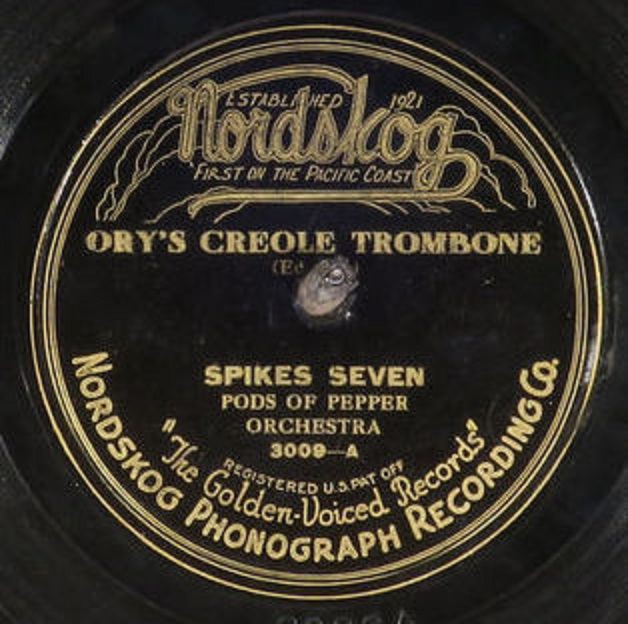 ESTABLISHED 1921
Nordskog
FIRST ON THE PACIFIC COAST
ORY'S CREOLE TROMBONE
SPIKES SEVEN
PODS OF PEPPER
ORCHESTRA
3009-A
REGISTERED U.S. PAT OFF
"The Golden-Voiced Records"
NORDSKOG PHONOGRAPH RECORDING Co.